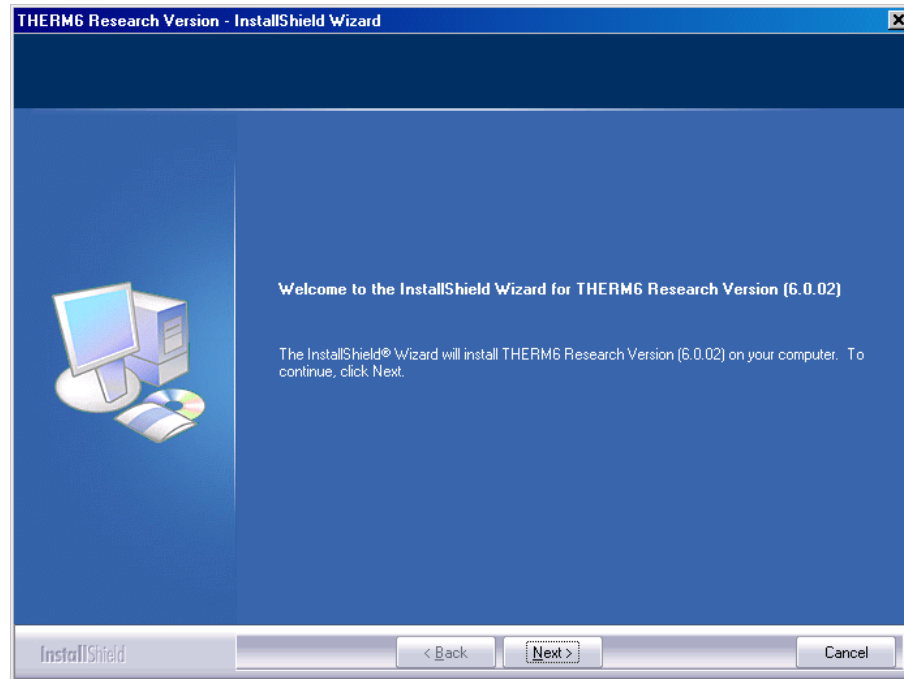 THERM6 Research Version - InstallShield Wizard
Welcome to the InstallShield Wizard for THERM6 Research Version (6.0.02)
The InstallShield® Wizard will install THERM6 Research Version (6.0.02) on your computer. To
continue, click Next.
InstallShield
< Back
Next >
Cancel